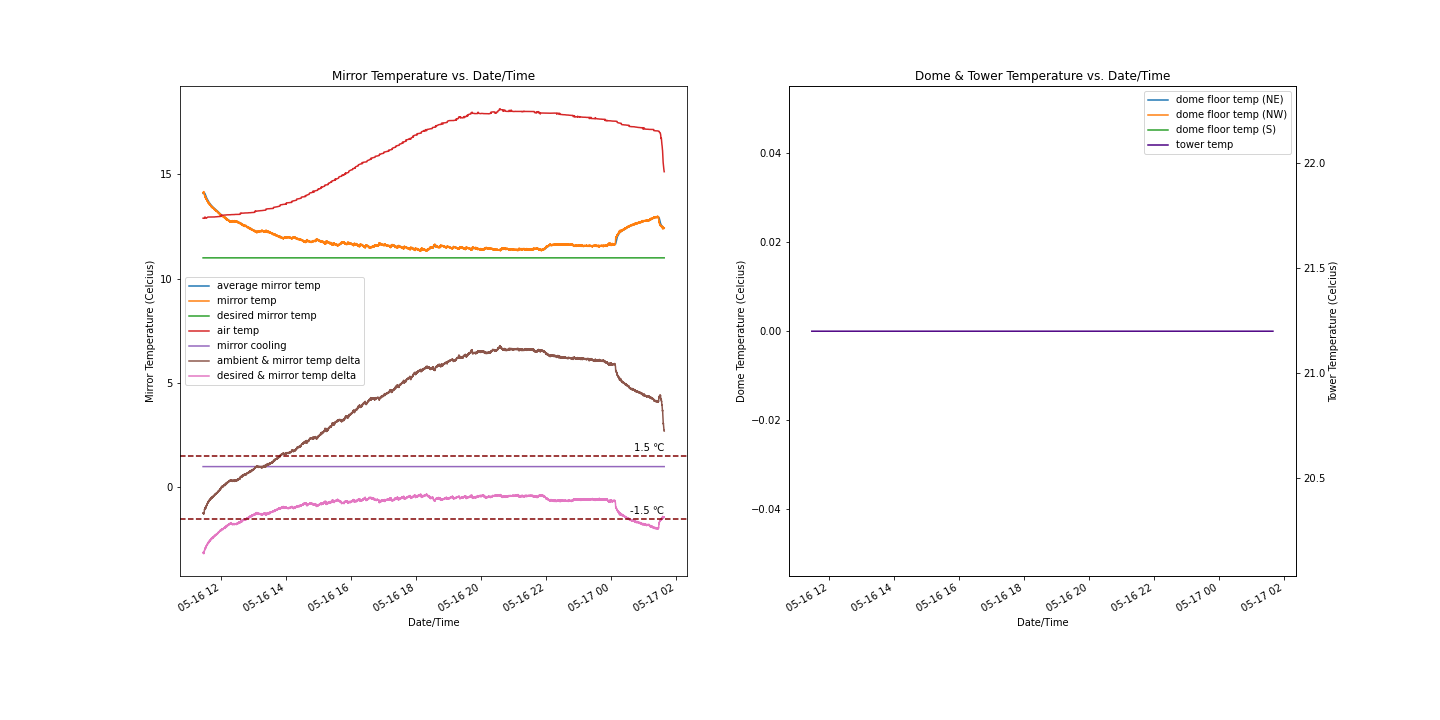 Mirror Temperature vs. Date/Time
Mirror Temperature (Celcius)
15
10
5
0
average mirror temp
mirror temp
desired mirror temp
air temp
mirror cooling
ambient & mirror temp delta
desired & mirror temp delta
1.5 °C
-1.5 °C
05-16 12
05-16 14
05-16 16
05-16 18
05-16 20
05-16 22
05-17 00
05-17 02
Date/Time
Dome & Tower Temperature vs. Date/Time
Dome Temperature (Celcius)
0.04
0.02
0.00
−0.02
−0.04
dome floor temp (NE)
dome floor temp (NW)
dome floor temp (S)
tower temp
22.0
21.5
21.0
20.5
Tower Temperature (Celcius)
05-16 12
05-16 14
05-16 16
05-16 18
05-16 20
05-16 22
05-17 00
05-17 02
Date/Time